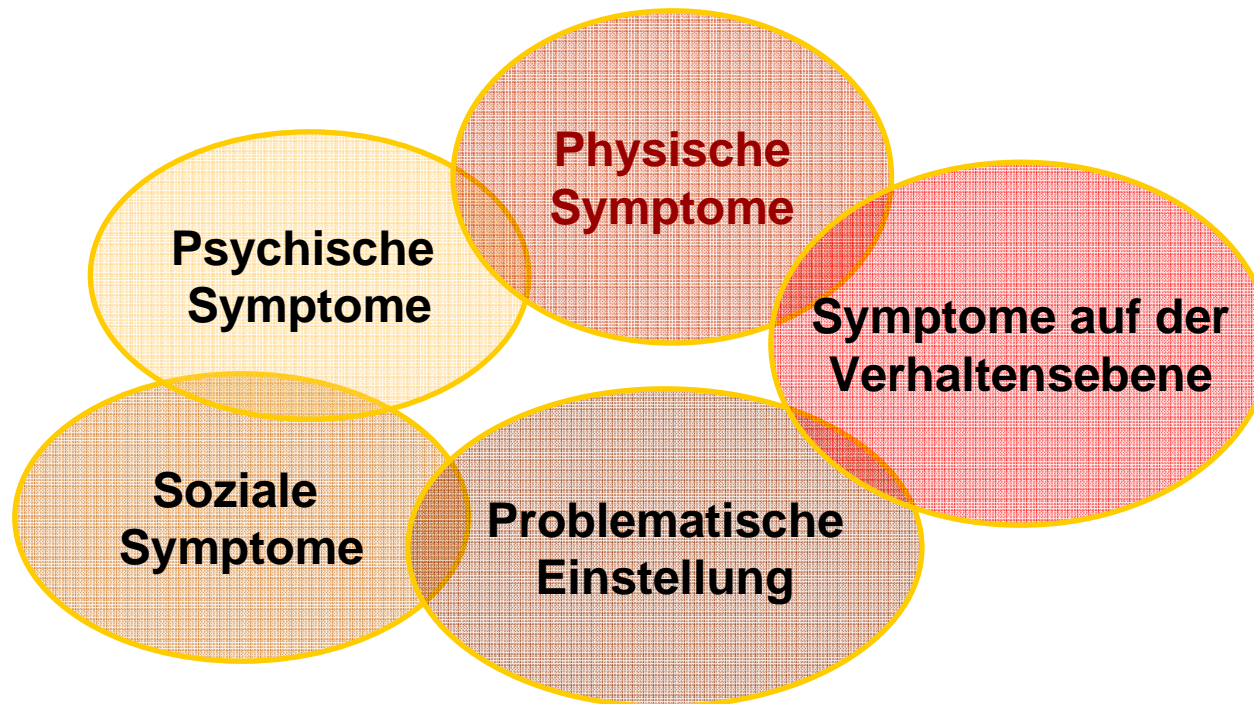 Physische
Symptome
Psychische
Symptome
Symptome auf der
Verhaltensebene
Soziale
Symptome
Problematische
Einstellung